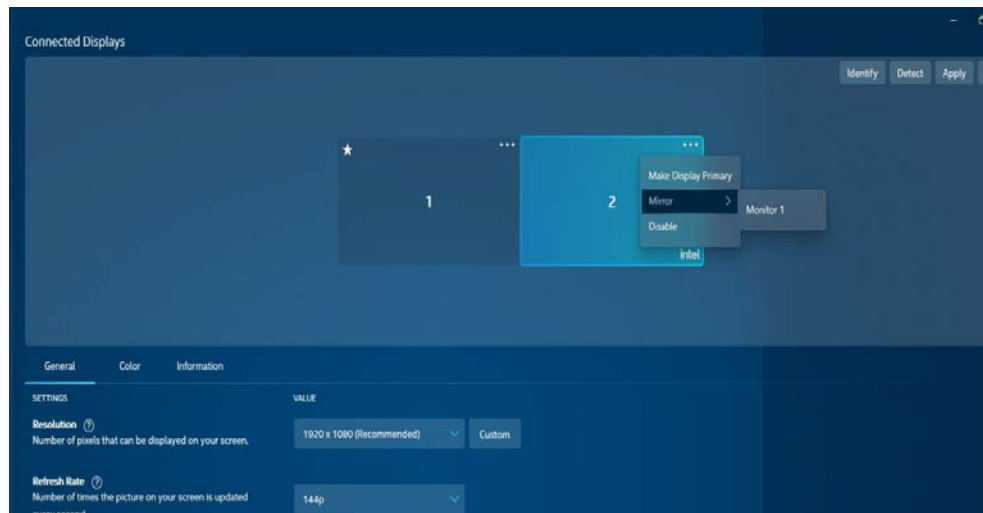 Connected Displays
Identify Detect Apply
1
2
Make Display Primary
Mirror
Monitor 1
Disable
intel
General Color Information
SETTINGS VALUE
Resolution ?
Number of pixels that can be displayed on your screen.
1920 x 1080 (Recommended) Custom
Refresh Rate ?
Number of times the picture on your screen is updated
144p